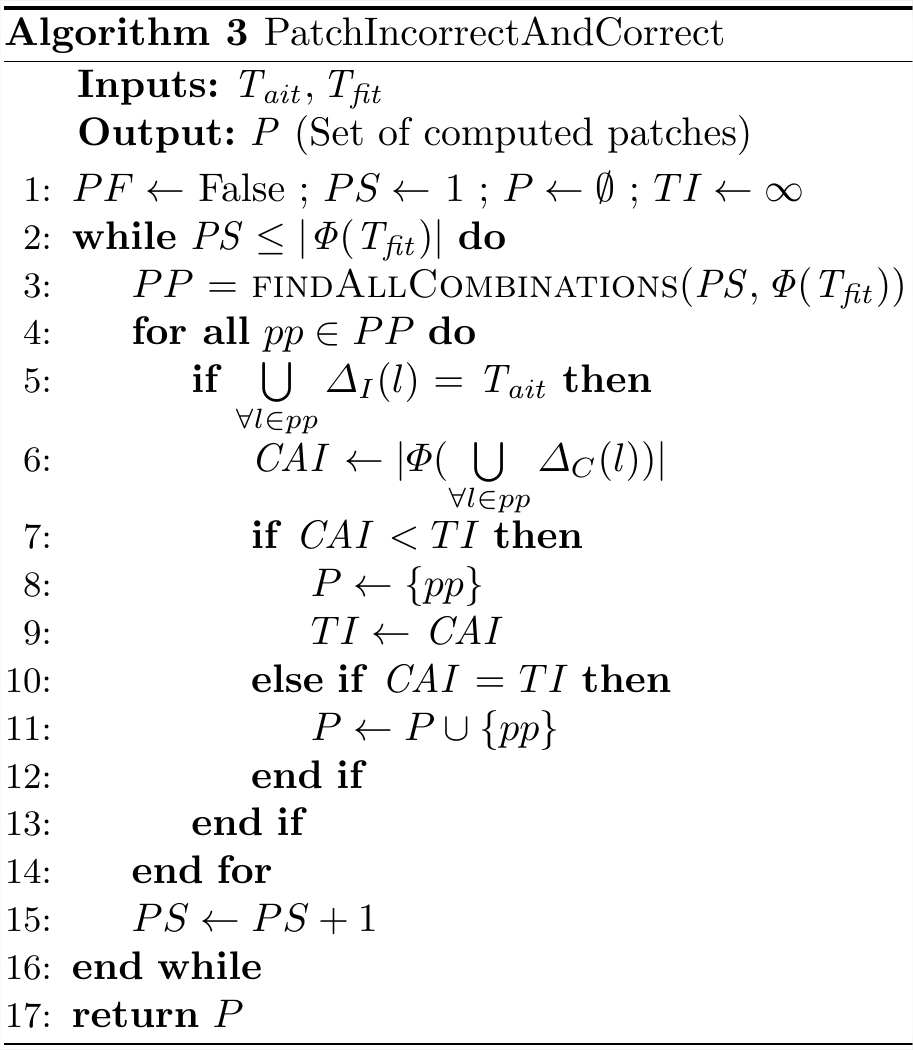 Algorithm 3 PatchIncorrectAndCorrect
Inputs: T_ait, T_fit
Output: P (Set of computed patches)
1: PF ← False ; PS ← 1 ; P ← ∅ ; TI ← ∞
2: while PS ≤ |Φ(T_fit)| do
3: PP = FINDALLCOMBINATIONS(PS, Φ(T_fit))
4: for all pp ∈ PP do
5: if ⋃_{∀l∈pp} Δ_I(l) = T_ait then
6: CAI ← |Φ(⋃_{∀l∈pp} Δ_C(l))|
7: if CAI < TI then
8: P ← {pp}
9: TI ← CAI
10: else if CAI = TI then
11: P ← P ∪ {pp}
12: end if
13: end if
14: end for
15: PS ← PS + 1
16: end while
17: return P